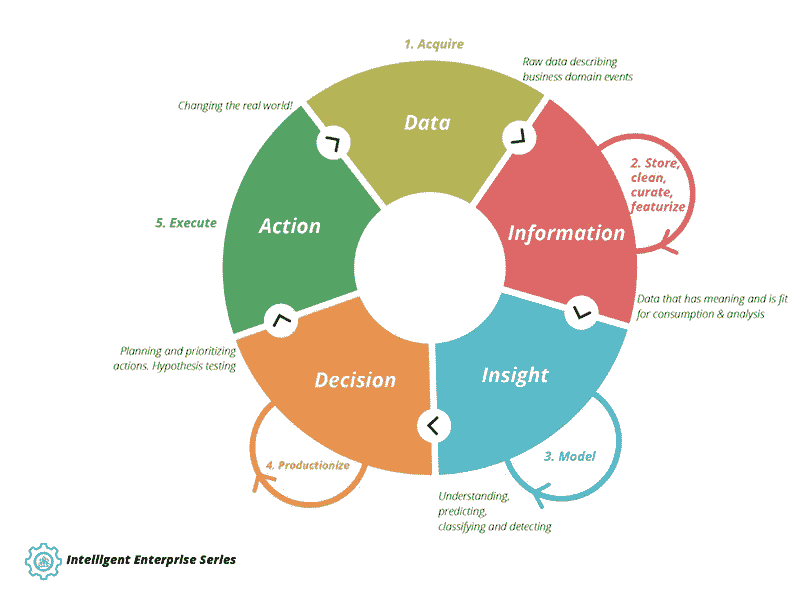 1. Acquire
Raw data describing
business domain events
Data
Changing the real world!
2. Store,
clean,
curate,
featurize
Information
5. Execute
Action
Data that has meaning and is fit
for consumption & analysis
Planning and prioritizing
actions. Hypothesis testing
Decision
Insight
3. Model
4. Productionize
Understanding,
predicting,
classifying and detecting
Intelligent Enterprise Series